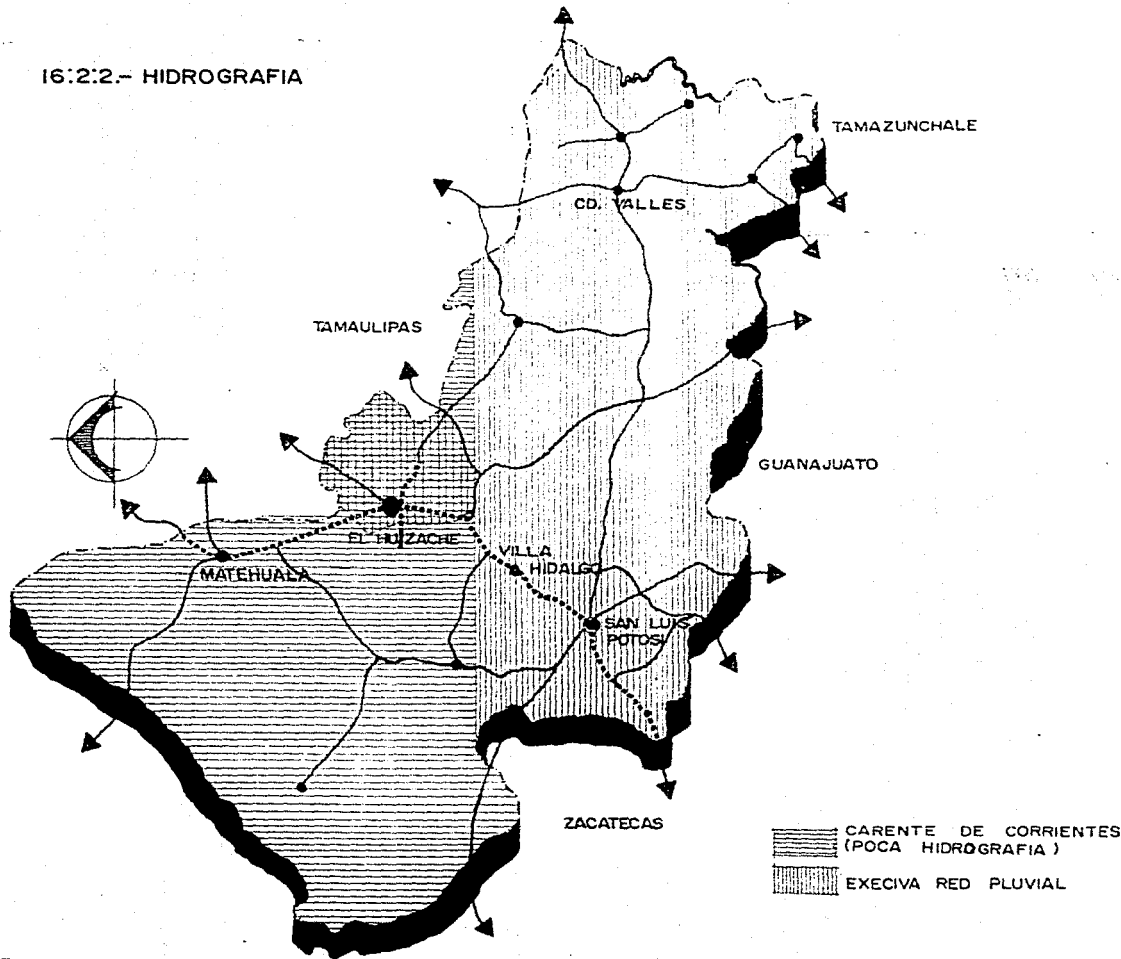 16.2.2.- HIDROGRAFIA
TAMAZUNCHALE
CD. VALLES
TAMAULIPAS
GUANAJUATO
EL HUIZACHE
VILLA
HIDALGO
MATEHUALA
SAN LUIS
POTOSI
ZACATECAS
CARENTE DE CORRIENTES
(POCA HIDROGRAFIA)
EXECIVA RED PLUVIAL